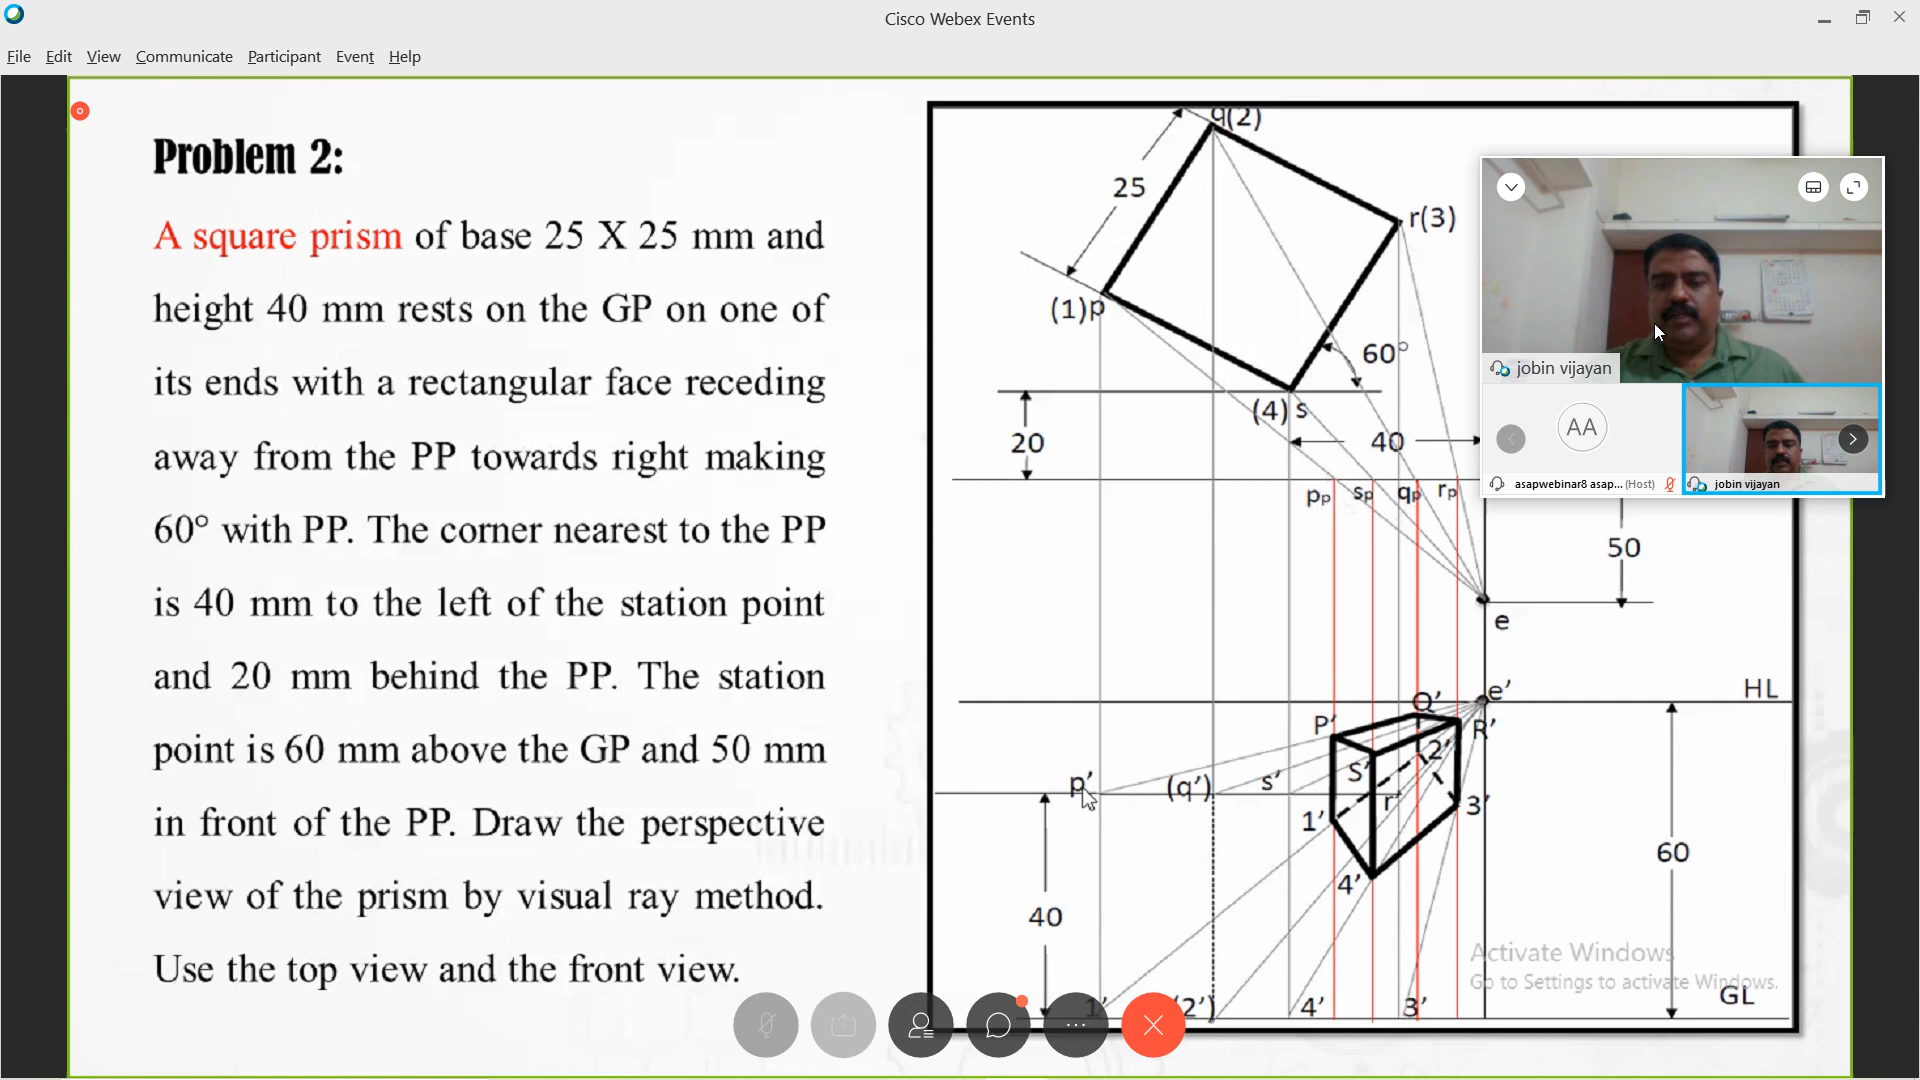 Cisco Webex Events
File Edit View Communicate Participant Event Help
Problem 2:
A square prism of base 25 X 25 mm and
height 40 mm rests on the GP on one of
its ends with a rectangular face receding
away from the PP towards right making
60° with PP. The corner nearest to the PP
is 40 mm to the left of the station point
and 20 mm behind the PP. The station
point is 60 mm above the GP and 50 mm
in front of the PP. Draw the perspective
view of the prism by visual ray method.
Use the top view and the front view.
q(2)
25
r(3)
(1)p
60°
(4) s
20
40
pp sp qp rp
50
e
HL
e’
Q’
P’
R’
2’
S’
p’
(q’)
s’
r’
1’
3’
4’
60
40
1’
(2’)
4’
3’
GL
jobin vijayan
AA
asapwebinar8 asap... (Host)
jobin vijayan
Activate Windows
Go to Settings to activate Windows.